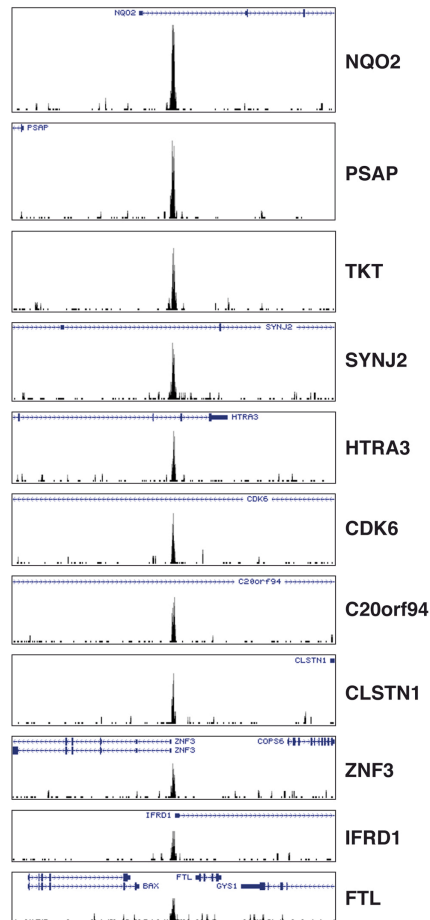 NQO2
NQO2
PSAP
PSAP
TKT
SYNJ2
SYNJ2
HTRA3
HTRA3
CDK6
CDK6
C20orf94
C20orf94
CLSTN1
CLSTN1
ZNF3 COPS6
ZNF3
ZNF3
IFRD1
IFRD1
FTL
BAX GYS1
FTL